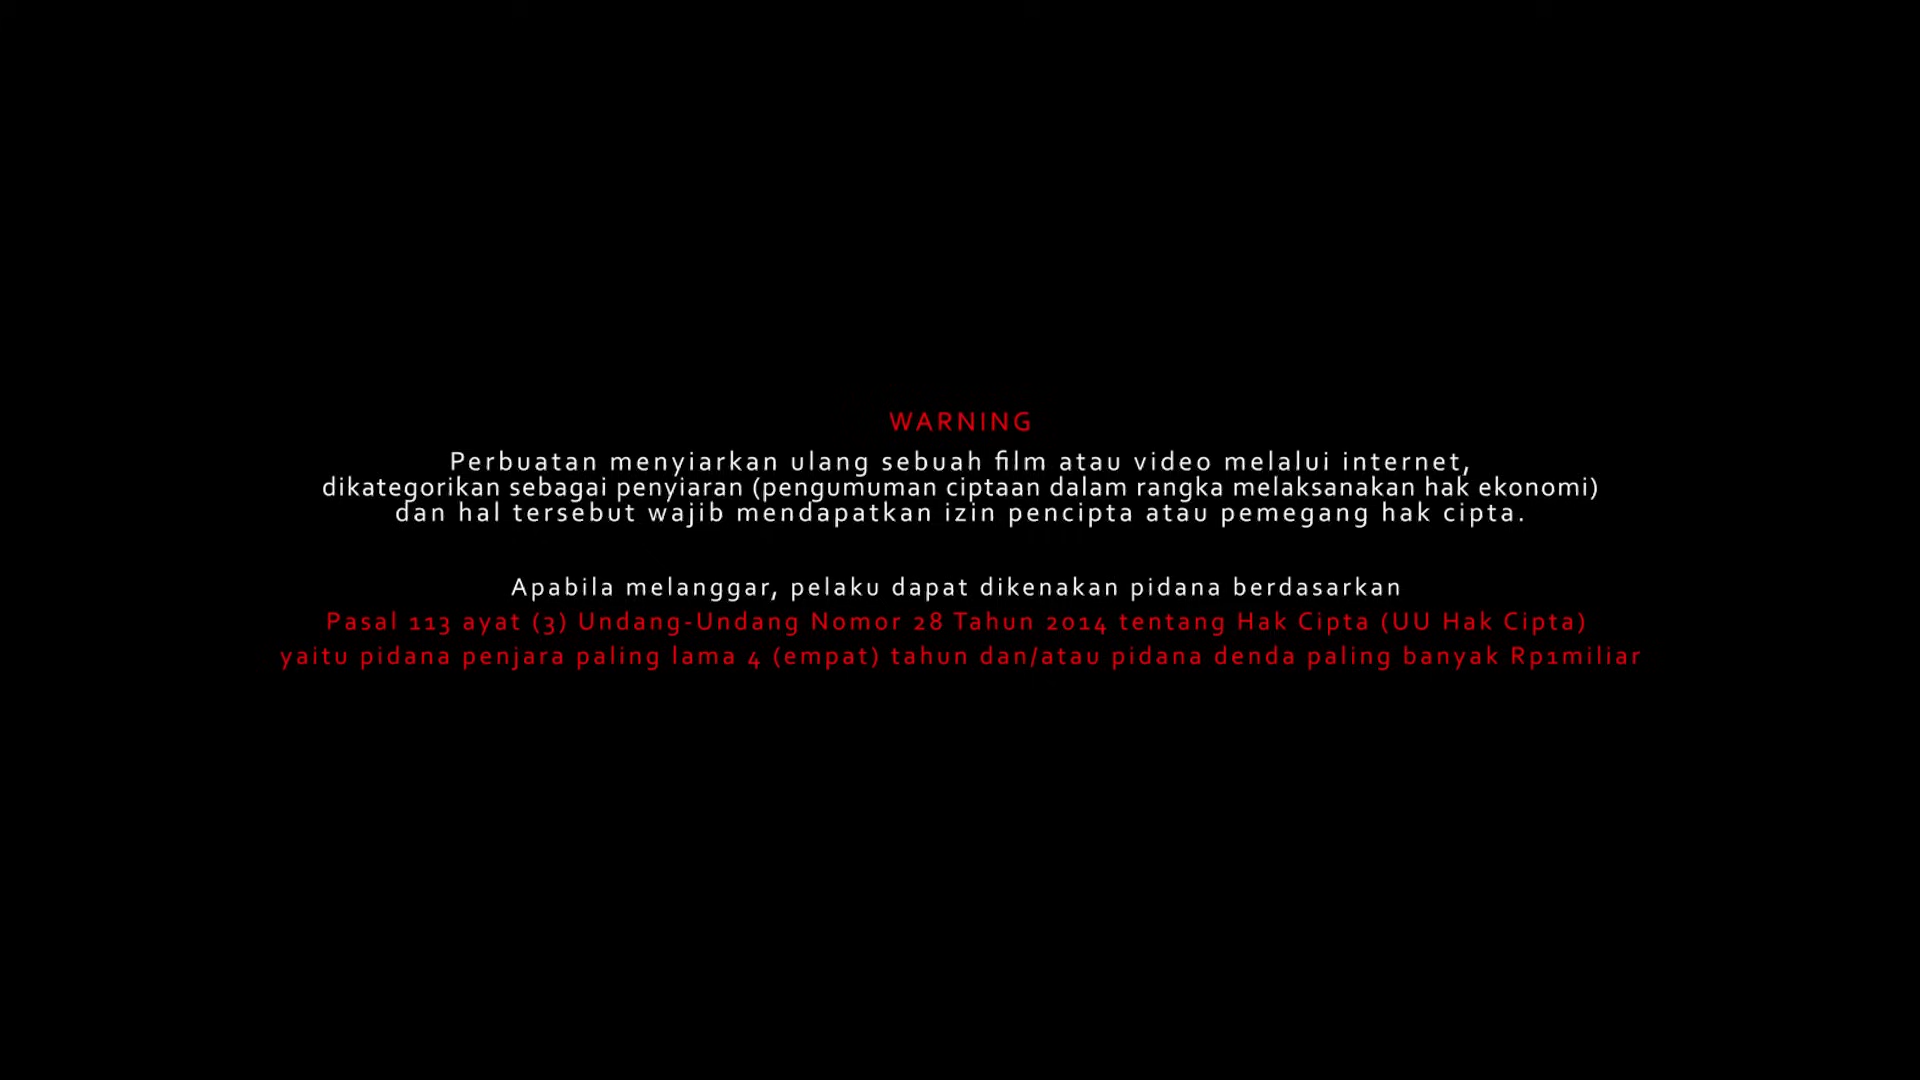 WARNING
Perbuatan menyiarkan ulang sebuah film atau video melalui internet,
dikategorikan sebagai penyiaran (pengumuman ciptaan dalam rangka melaksanakan hak ekonomi)
dan hal tersebut wajib mendapatkan izin pencipta atau pemegang hak cipta.
Apabila melanggar, pelaku dapat dikenakan pidana berdasarkan
Pasal 113 ayat (3) Undang-Undang Nomor 28 Tahun 2014 tentang Hak Cipta (UU Hak Cipta)
yaitu pidana penjara paling lama 4 (empat) tahun dan/atau pidana denda paling banyak Rp1miliar